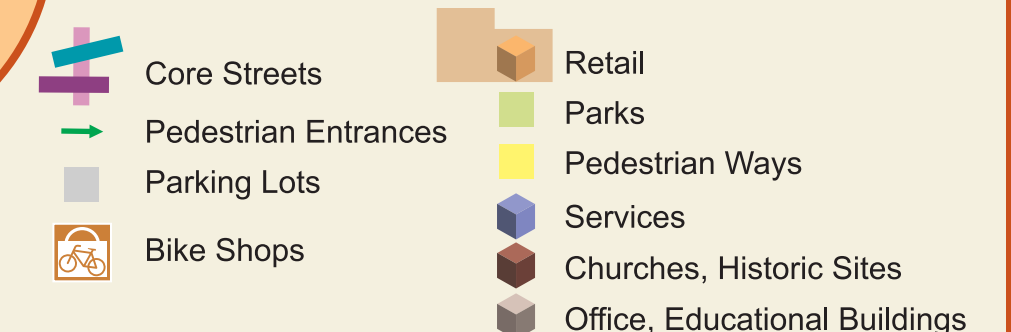 Core Streets
Pedestrian Entrances
Parking Lots
Bike Shops
Retail
Parks
Pedestrian Ways
Services
Churches, Historic Sites
Office, Educational Buildings